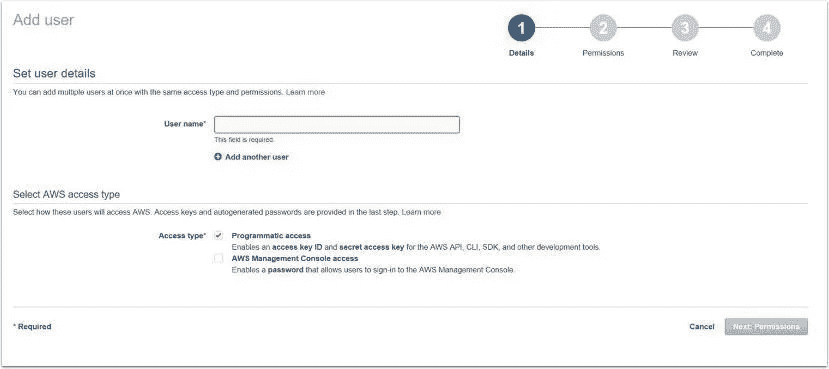 Add user
1 2 3 4
Details Permissions Review Complete
Set user details
You can add multiple users at once with the same access type and permissions. Learn more
User name*
This field is required.
Add another user
Select AWS access type
Select how these users will access AWS. Access keys and autogenerated passwords are provided in the last step. Learn more
Access type* Programmatic access
Enables an access key ID and secret access key for the AWS API, CLI, SDK, and other development tools.
AWS Management Console access
Enables a password that allows users to sign-in to the AWS Management Console.
* Required Cancel Next: Permissions